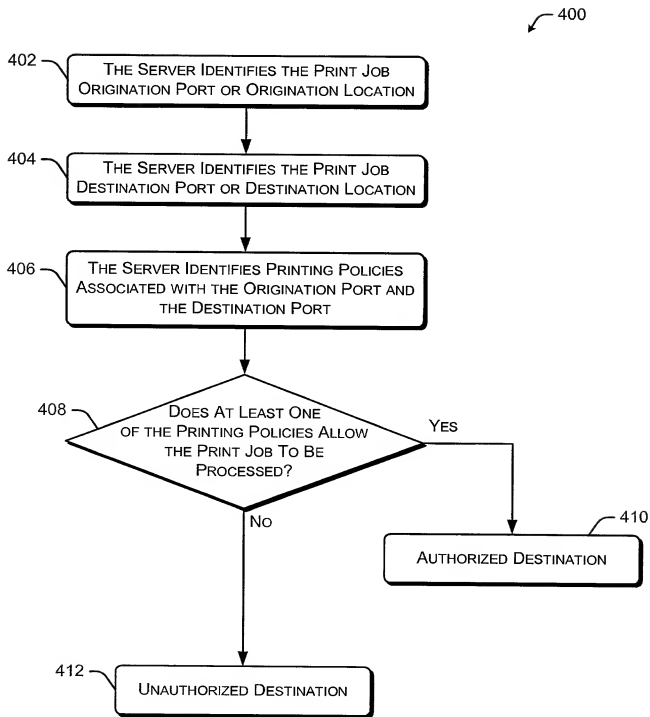 400
402
THE SERVER IDENTIFIES THE PRINT JOB
ORIGINATION PORT OR ORIGINATION LOCATION
404
THE SERVER IDENTIFIES THE PRINT JOB
DESTINATION PORT OR DESTINATION LOCATION
406
THE SERVER IDENTIFIES PRINTING POLICIES
ASSOCIATED WITH THE ORIGINATION PORT AND
THE DESTINATION PORT
408
DOES AT LEAST ONE
OF THE PRINTING POLICIES ALLOW
THE PRINT JOB TO BE
PROCESSED?
YES
NO
410
AUTHORIZED DESTINATION
412
UNAUTHORIZED DESTINATION